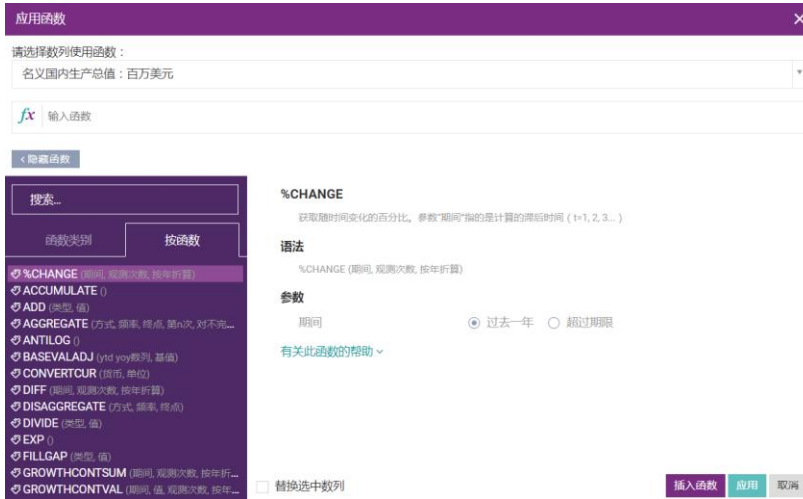 应用函数
请选择数列使用函数：
名义国内生产总值：百万美元
fx 输入函数
<隐藏函数
搜索...
函数类别 按函数
%CHANGE (期间, 观测次数, 按年折算)
ACCUMULATE ()
ADD (类型, 值)
AGGREGATE (方式, 频率, 终点, 第n次, 对不完...
ANTILOG ()
BASEVALADJ (ytd yoy数列, 基值)
CONVERTCUR (货币, 单位)
DIFF (期间, 观测次数, 按年折算)
DISAGGREGATE (方式, 频率, 终点)
DIVIDE (类型, 值)
EXP ()
FILLGAP (类型, 值)
GROWTHCONTSUM (期间, 观测次数, 按年折...
GROWTHCONTVAL (期间, 值, 观测次数, 按年...
%CHANGE
获取随时间变化的百分比。参数"期间"指的是计算的滞后时间（t=1, 2, 3...）
语法
%CHANGE (期间, 观测次数, 按年折算)
参数
期间 过去一年 超过期限
有关此函数的帮助
替换选中数列 插入函数 应用 取消